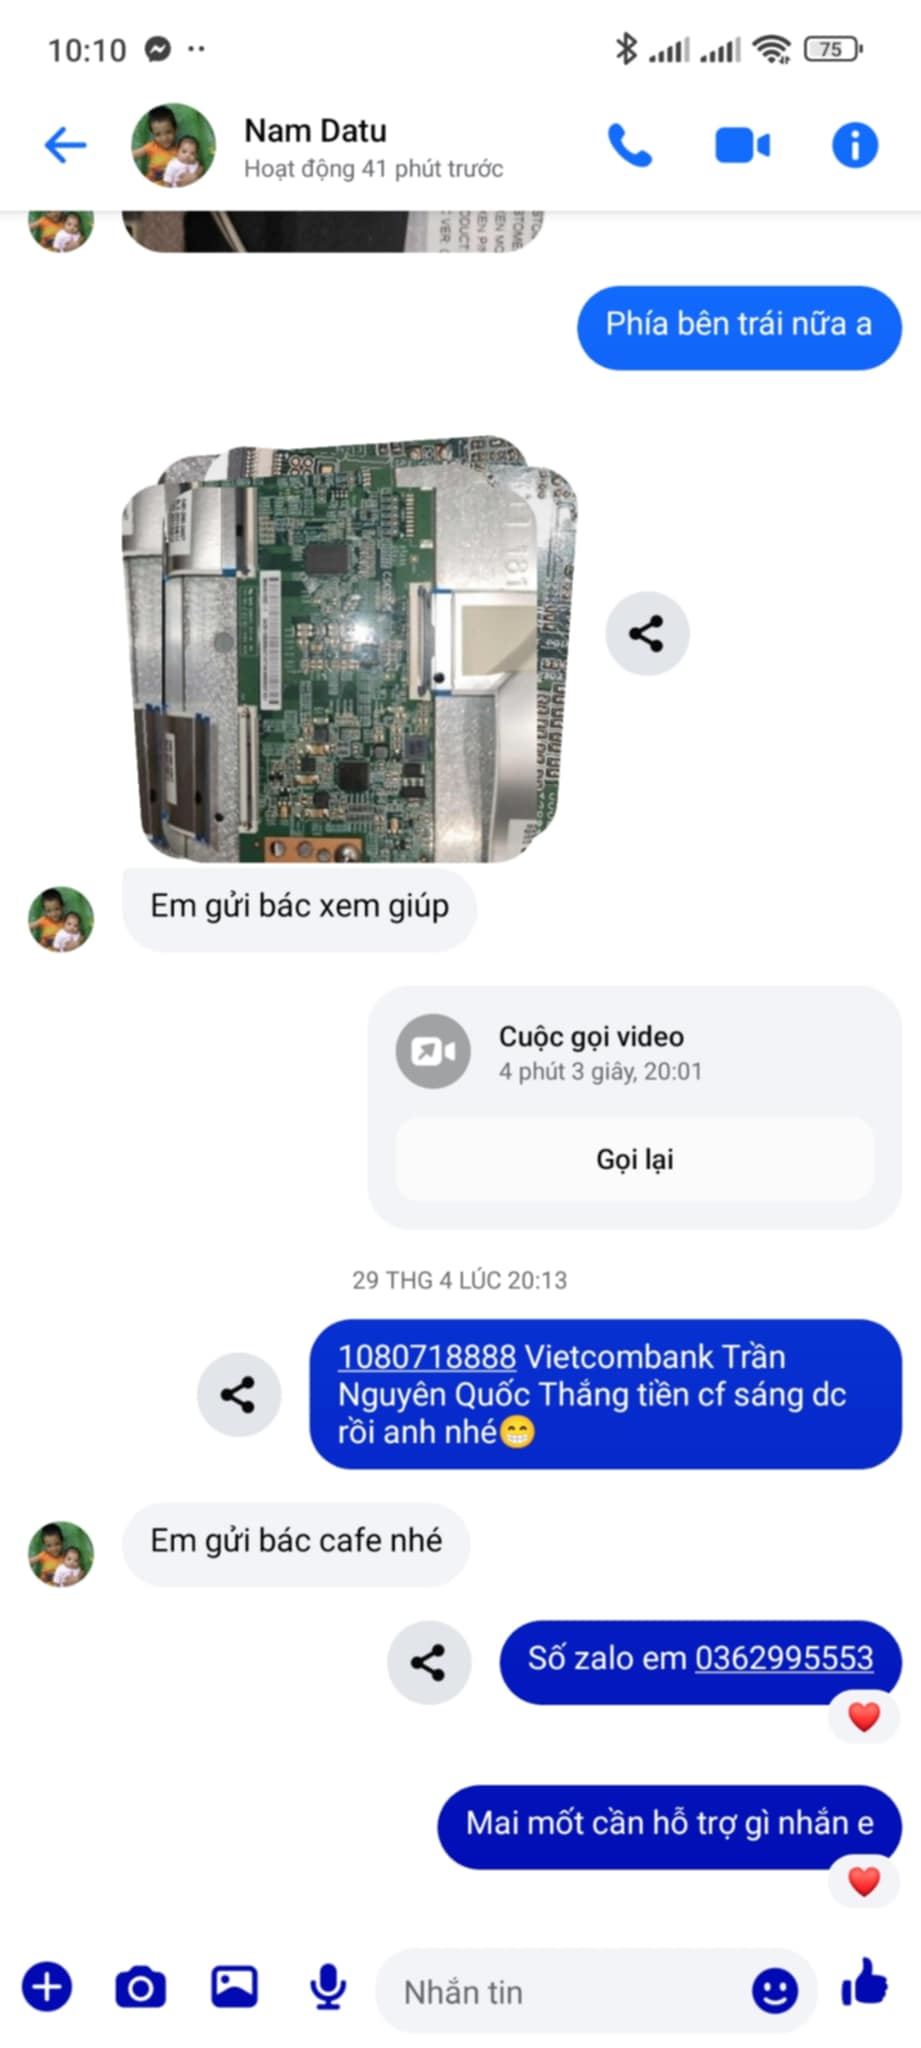 10:10
75
Nam Datu
Hoạt động 41 phút trước
Phía bên trái nữa a
181
Em gửi bác xem giúp
Cuộc gọi video
4 phút 3 giây, 20:01
Gọi lại
29 THG 4 LÚC 20:13
1080718888 Vietcombank Trần
Nguyên Quốc Thắng tiền cf sáng dc
rồi anh nhé😁
Em gửi bác cafe nhé
Số zalo em 0362995553
Mai mốt cần hỗ trợ gì nhắn e
Nhắn tin